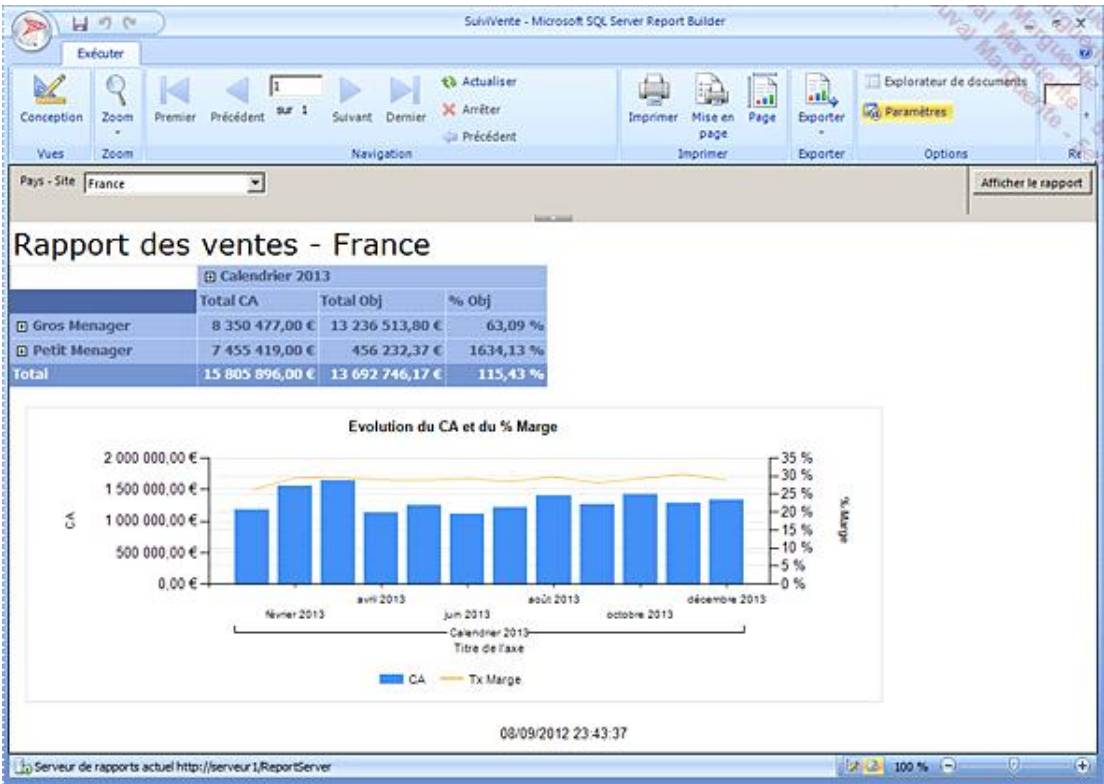 SuiviVente - Microsoft SQL Server Report Builder
Exécuter
Conception
Zoom
Premier
Précédent
1
sur 1
Suivant
Dernier
Actualiser
Arrêter
Précédent
Imprimer
Mise en page
Page
Exporter
Explorateur de documents
Paramètres
Vues
Zoom
Navigation
Imprimer
Exporter
Options
Pays - Site France
Afficher le rapport
Rapport des ventes - France
Calendrier 2013
Total CA Total Obj % Obj
Gros Menager 8 350 477,00 € 13 236 513,80 € 63,09 %
Petit Menager 7 455 419,00 € 456 232,37 € 1634,13 %
Total 15 805 896,00 € 13 692 746,17 € 115,43 %
Evolution du CA et du % Marge
CA
2 000 000,00 €
1 500 000,00 €
1 000 000,00 €
500 000,00 €
0,00 €
35 %
30 %
25 %
20 %
15 %
10 %
5 %
0 %
% Marge
février 2013
avril 2013
juin 2013
août 2013
octobre 2013
décembre 2013
Calendrier 2013
Titre de l'axe
CA
Tx Marge
08/09/2012 23:43:37
Serveur de rapports actuel http://serveur1/ReportServer
100 %